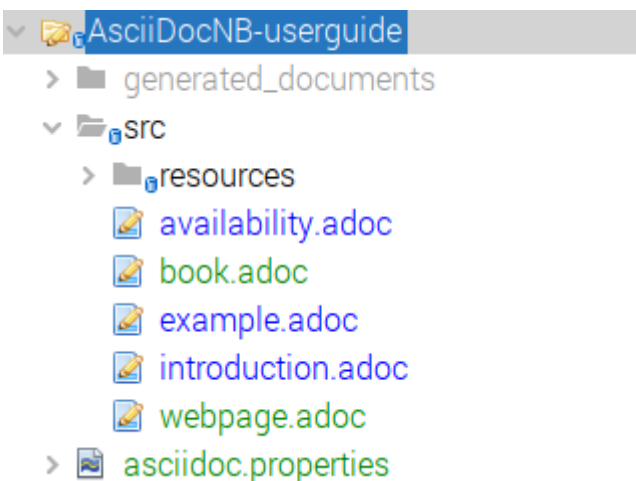 AsciiDocNB-userguide
generated_documents
src
resources
availability.adoc
book.adoc
example.adoc
introduction.adoc
webpage.adoc
asciidoc.properties